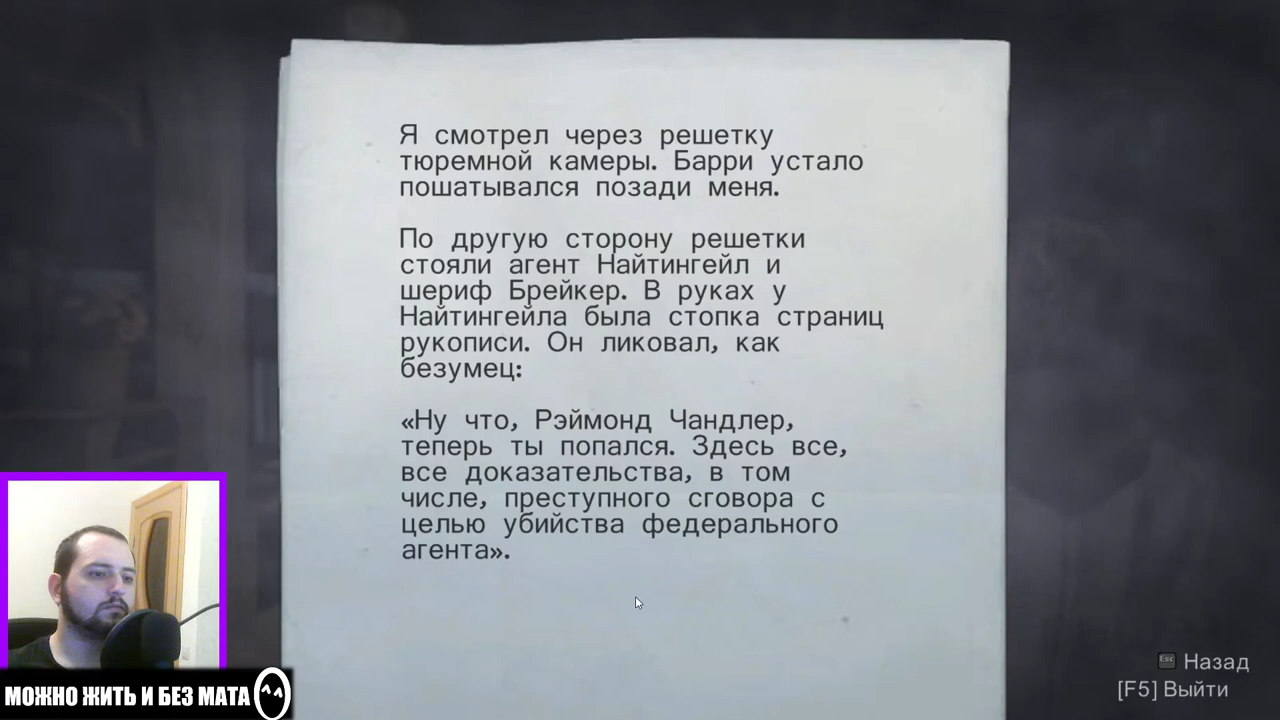 Я смотрел через решетку
тюремной камеры. Барри устало
пошатывался позади меня.
По другую сторону решетки
стояли агент Найтингейл и
шериф Брейкер. В руках у
Найтингейла была стопка страниц
рукописи. Он ликовал, как
безумец:
«Ну что, Рэймонд Чандлер,
теперь ты попался. Здесь все,
все доказательства, в том
числе, преступного сговора с
целью убийства федерального
агента».
МОЖНО ЖИТЬ И БЕЗ МАТА
Esc Назад
[F5] Выйти